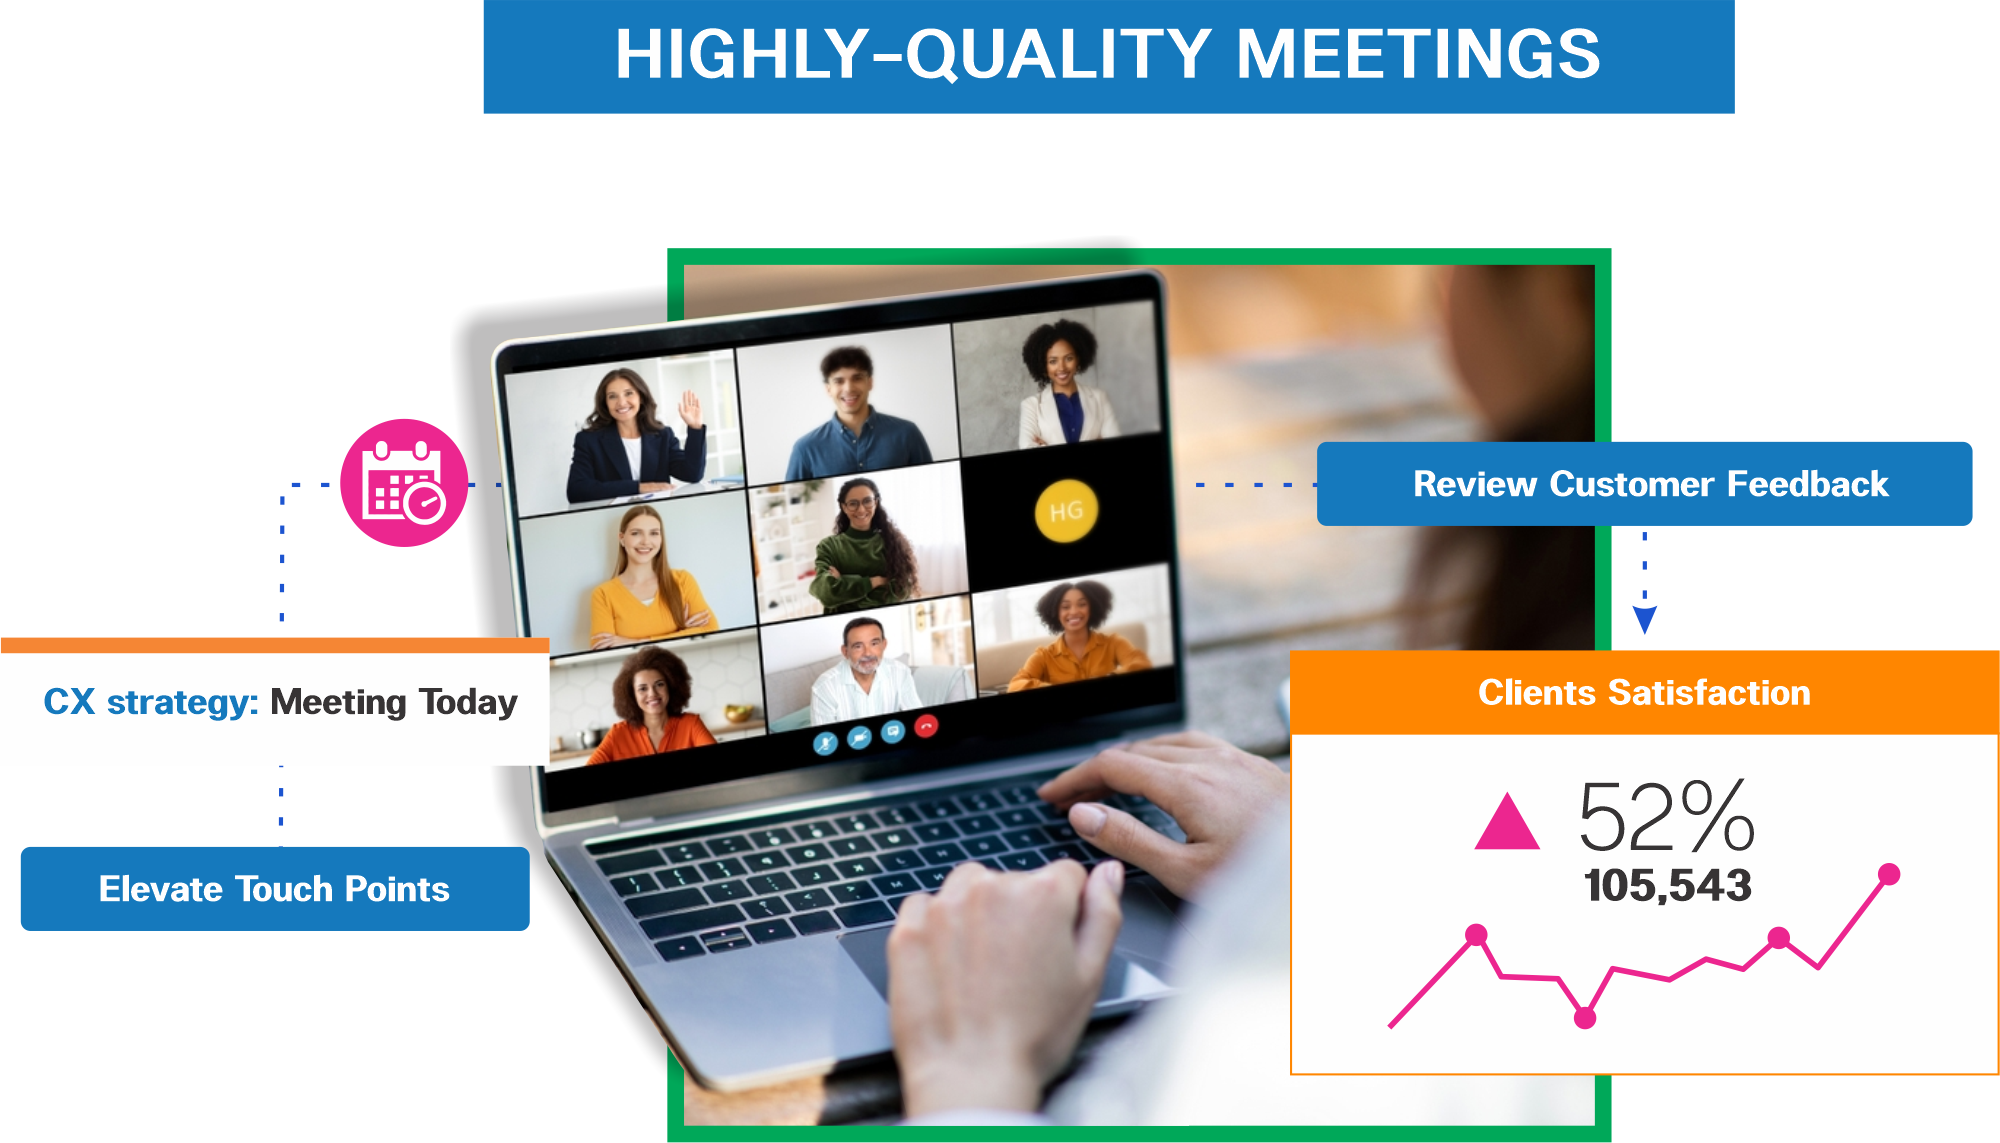 HIGHLY-QUALITY MEETINGS
HG
Review Customer Feedback
CX strategy: Meeting Today
Clients Satisfaction
52%
105,543
Elevate Touch Points